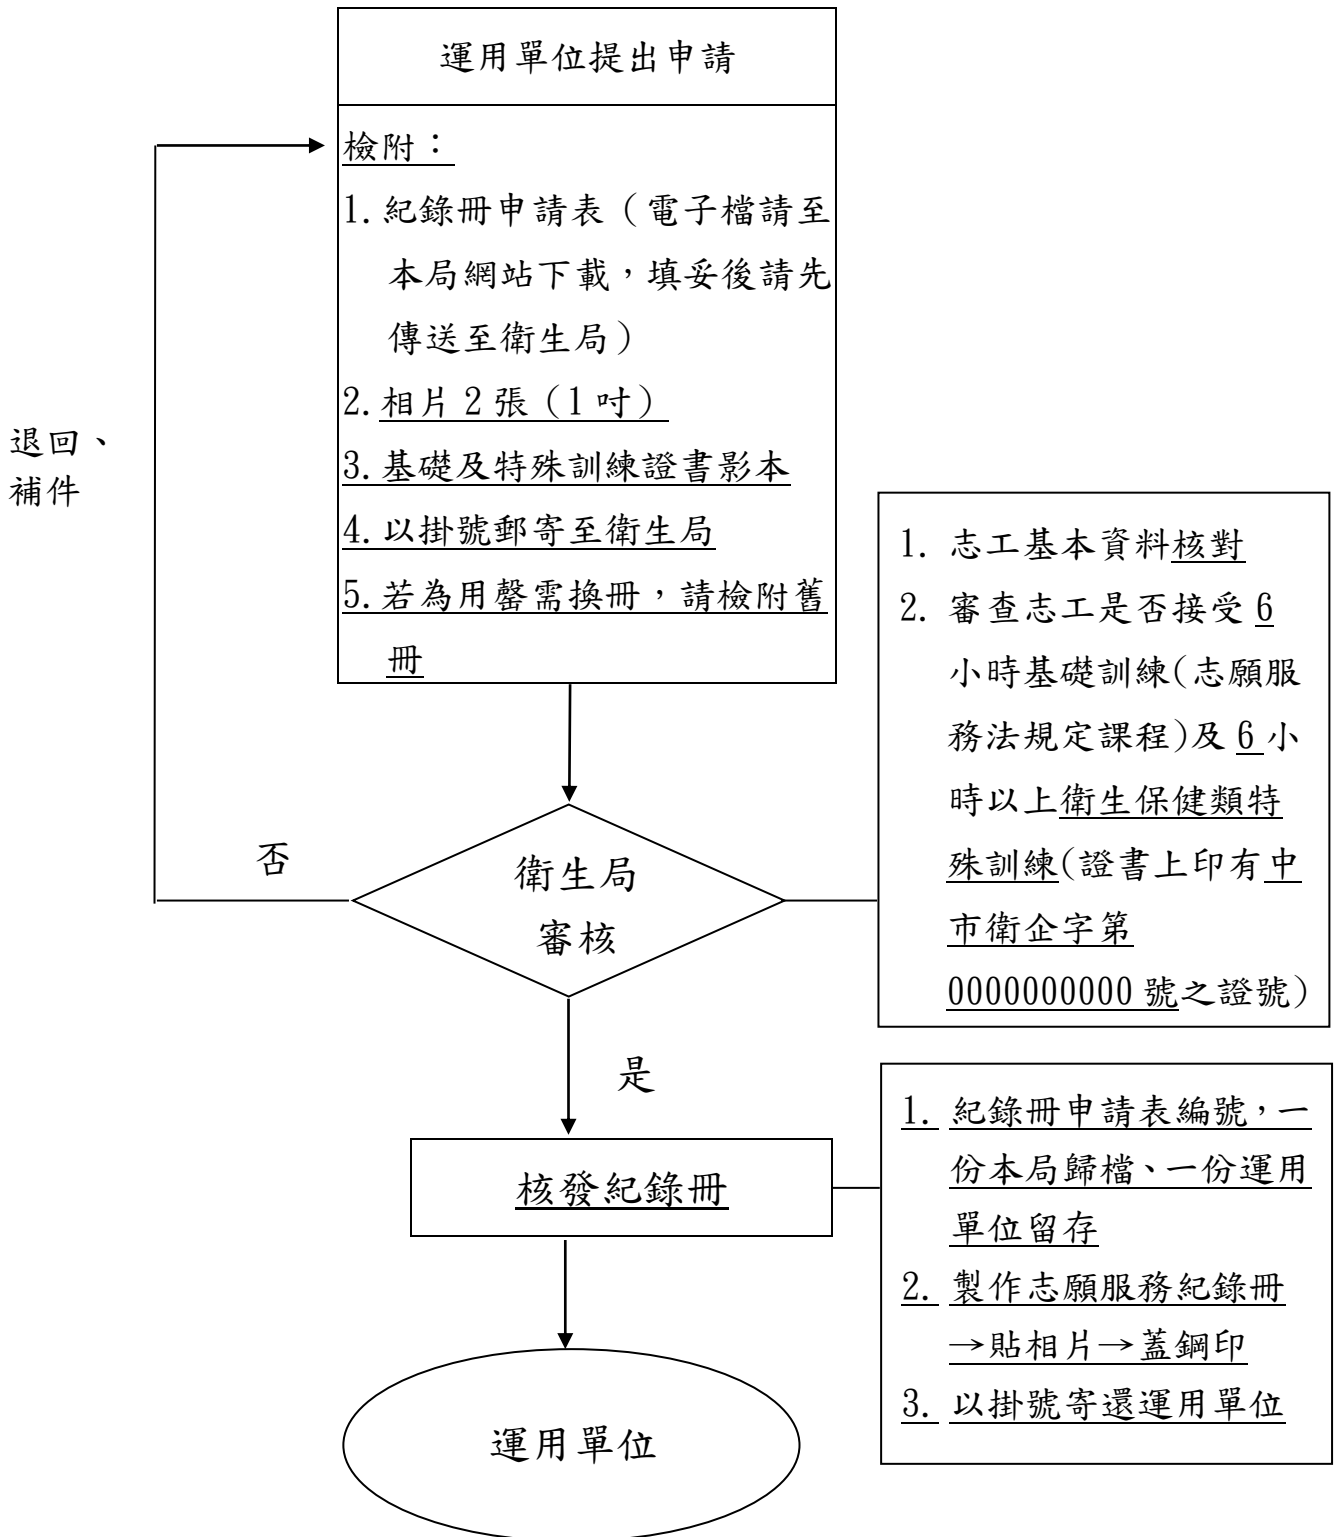 運用單位提出申請
檢附：
1.紀錄冊申請表（電子檔請至
本局網站下載，填妥後請先
傳送至衛生局）
2.相片 2 張（1 吋）
3.基礎及特殊訓練證書影本
4.以掛號郵寄至衛生局
5.若為用罄需換冊，請檢附舊
冊
退回、
補件
否
衛生局
審核
1. 志工基本資料核對
2. 審查志工是否接受 6
小時基礎訓練(志願服
務法規定課程)及 6 小
時以上衛生保健類特
殊訓練(證書上印有中
市衛企字第
0000000000 號之證號)
是
核發紀錄冊
1. 紀錄冊申請表編號，一
份本局歸檔、一份運用
單位留存
2. 製作志願服務紀錄冊
→貼相片→蓋鋼印
3. 以掛號寄還運用單位
運用單位